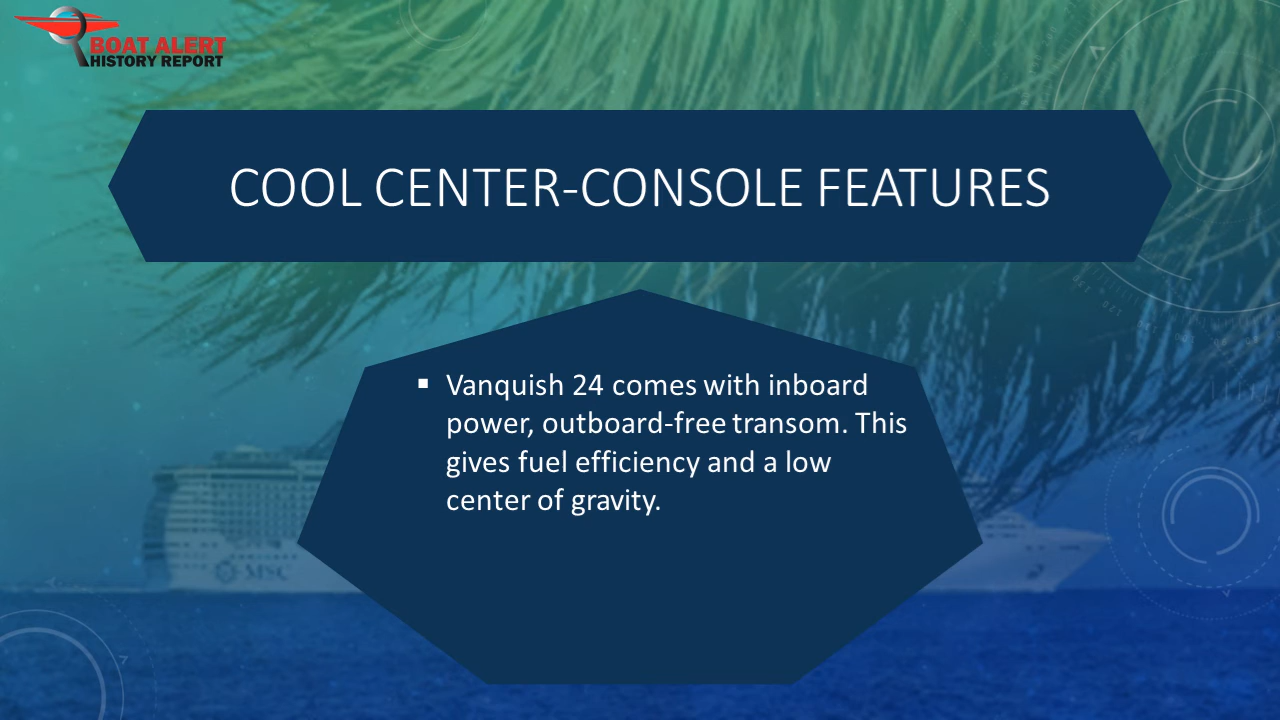 BOAT ALERT
HISTORY REPORT
COOL CENTER-CONSOLE FEATURES
▪ Vanquish 24 comes with inboard
power, outboard-free transom. This
gives fuel efficiency and a low
center of gravity.
MSC